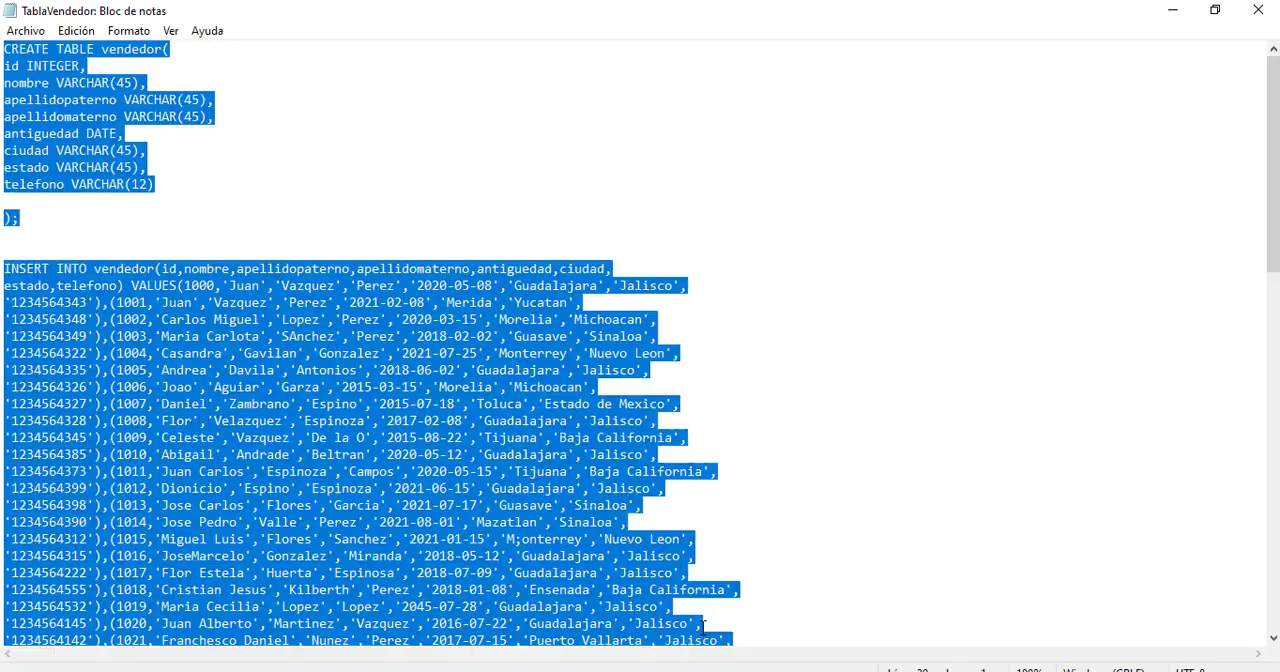 TablaVendedor: Bloc de notas
Archivo Edición Formato Ver Ayuda
CREATE TABLE vendedor(
id INTEGER,
nombre VARCHAR(45),
apellidopaterno VARCHAR(45),
apellidomaterno VARCHAR(45),
antiguedad DATE,
ciudad VARCHAR(45),
estado VARCHAR(45),
telefono VARCHAR(12)
);
INSERT INTO vendedor(id,nombre,apellidopaterno,apellidomaterno,antiguedad,ciudad,
estado,telefono) VALUES(1000,'Juan','Vazquez','Perez','2020-05-08','Guadalajara','Jalisco',
'1234564343'),(1001,'Juan','Vazquez','Perez','2021-02-08','Merida','Yucatan',
'1234564348'),(1002,'Carlos Miguel','Lopez','Perez','2020-03-15','Morelia','Michoacan',
'1234564349'),(1003,'Maria Carlota','SAnchez','Perez','2018-02-02','Guasave','Sinaloa',
'1234564322'),(1004,'Casandra','Gavilan','Gonzalez','2021-07-25','Monterrey','Nuevo Leon',
'1234564335'),(1005,'Andrea','Davila','Antonios','2018-06-02','Guadalajara','Jalisco',
'1234564326'),(1006,'Joao','Aguiar','Garza','2015-03-15','Morelia','Michoacan',
'1234564327'),(1007,'Daniel','Zambrano','Espino','2015-07-18','Toluca','Estado de Mexico',
'1234564328'),(1008,'Flor','Velazquez','Espinoza','2017-02-08','Guadalajara','Jalisco',
'1234564345'),(1009,'Celeste','Vazquez','De la O','2015-08-22','Tijuana','Baja California',
'1234564385'),(1010,'Abigail','Andrade','Beltran','2020-05-12','Guadalajara','Jalisco',
'1234564373'),(1011,'Juan Carlos','Espinoza','Campos','2020-05-15','Tijuana','Baja California',
'1234564399'),(1012,'Dionicio','Espino','Espinoza','2021-06-15','Guadalajara','Jalisco',
'1234564398'),(1013,'Jose Carlos','Flores','Garcia','2021-07-17','Guasave','Sinaloa',
'1234564390'),(1014,'Jose Pedro','Valle','Perez','2021-08-01','Mazatlan','Sinaloa',
'1234564312'),(1015,'Miguel Luis','Flores','Sanchez','2021-01-15','M;onterrey','Nuevo Leon',
'1234564315'),(1016,'JoseMarcelo','Gonzalez','Miranda','2018-05-12','Guadalajara','Jalisco',
'1234564222'),(1017,'Flor Estela','Huerta','Espinosa','2018-07-09','Guadalajara','Jalisco',
'1234564555'),(1018,'Cristian Jesus','Kilberth','Perez','2018-01-08','Ensenada','Baja California',
'1234564532'),(1019,'Maria Cecilia','Lopez','Lopez','2045-07-28','Guadalajara','Jalisco',
'1234564145'),(1020,'Juan Alberto','Martinez','Vazquez','2016-07-22','Guadalajara','Jalisco',
'1234564142'),(1021,'Franchesco Daniel','Nunez','Perez','2017-07-15','Puerto Vallarta','Jalisco',